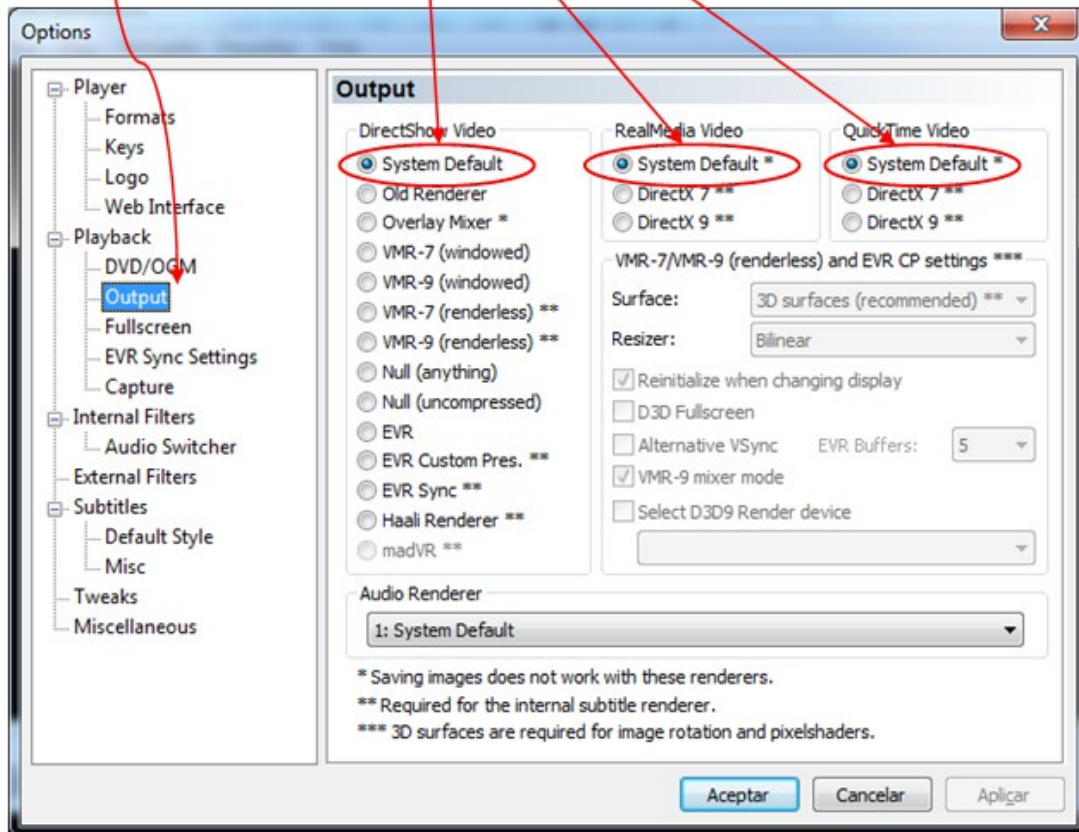 Options
Player
Formats
Keys
Logo
Web Interface
Playback
DVD/OGM
Output
Fullscreen
EVR Sync Settings
Capture
Internal Filters
Audio Switcher
External Filters
Subtitles
Default Style
Misc
Tweaks
Miscellaneous
Output
DirectShow Video
System Default
Old Renderer
Overlay Mixer *
VMR-7 (windowed)
VMR-9 (windowed)
VMR-7 (renderless) **
VMR-9 (renderless) **
Null (anything)
Null (uncompressed)
EVR
EVR Custom Pres. **
EVR Sync **
Haali Renderer **
madVR **
RealMedia Video
System Default *
DirectX 7 **
DirectX 9 **
QuickTime Video
System Default *
DirectX 7 **
DirectX 9 **
VMR-7/VMR-9 (renderless) and EVR CP settings ***
Surface: 3D surfaces (recommended) **
Resizer: Bilinear
Reinitialize when changing display
D3D Fullscreen
Alternative VSync EVR Buffers: 5
VMR-9 mixer mode
Select D3D9 Render device
Audio Renderer
1: System Default
* Saving images does not work with these renderers.
** Required for the internal subtitle renderer.
*** 3D surfaces are required for image rotation and pixelshaders.
Aceptar Cancelar Aplicar